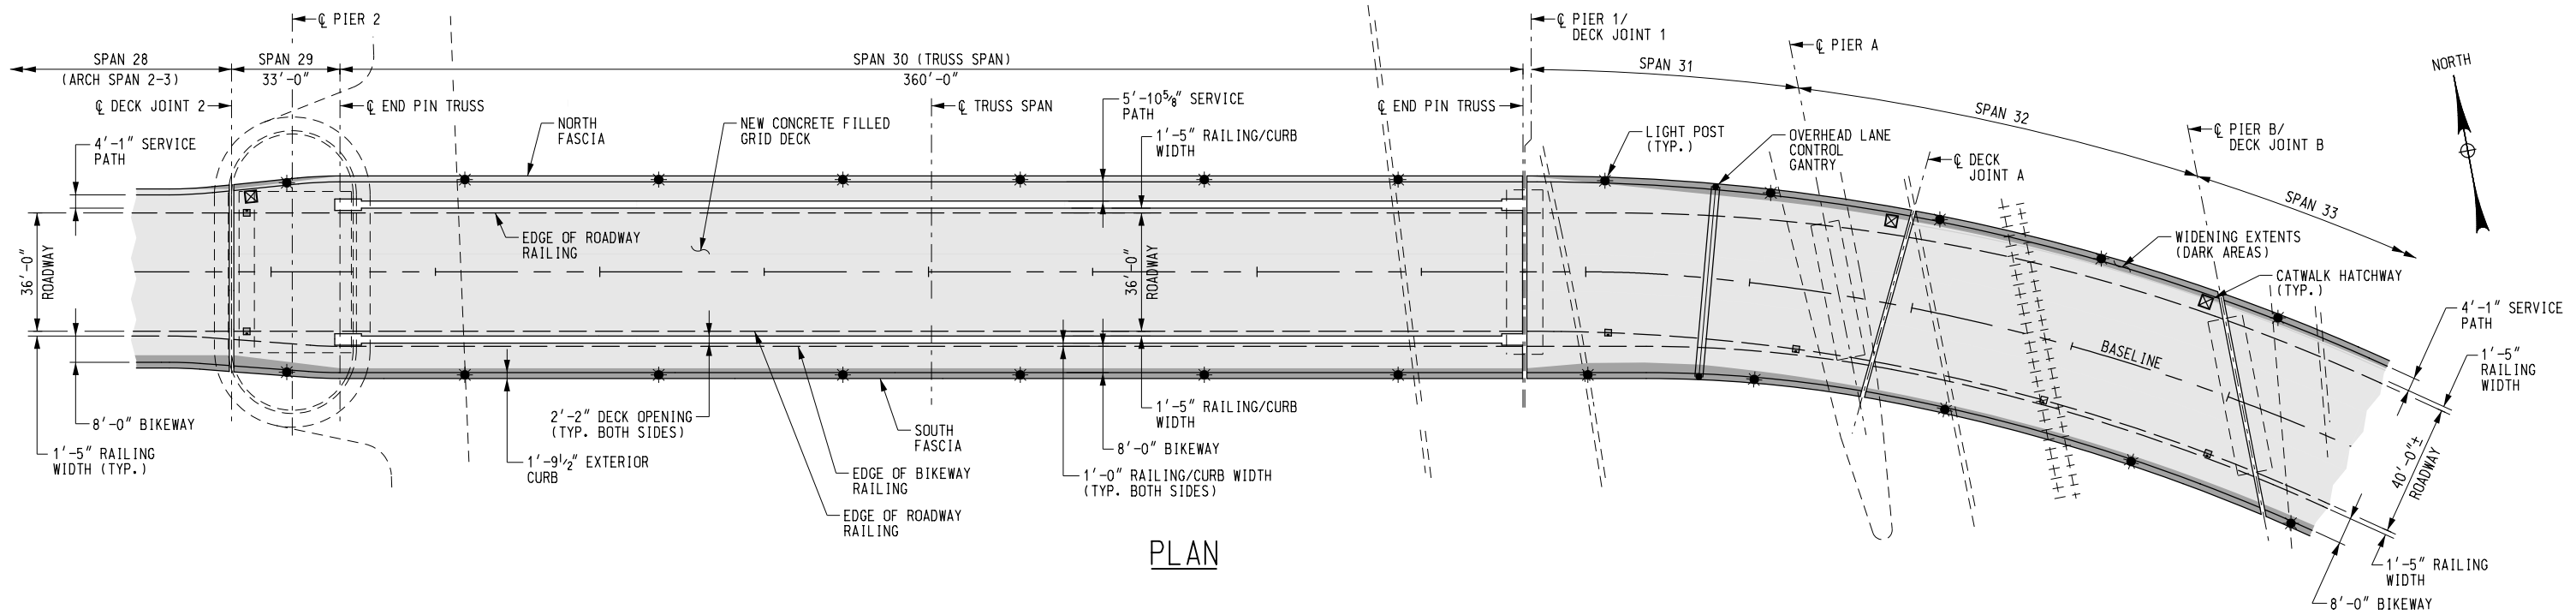 ℄ PIER 2
℄ PIER 1/
DECK JOINT 1
℄ PIER A
NORTH
SPAN 28
(ARCH SPAN 2-3)
SPAN 29
33'-0"
SPAN 30 (TRUSS SPAN)
360'-0"
SPAN 31
SPAN 32
SPAN 33
℄ DECK JOINT 2
℄ END PIN TRUSS
℄ TRUSS SPAN
℄ END PIN TRUSS
5'-10⅝" SERVICE
PATH
1'-5" RAILING/CURB
WIDTH
4'-1" SERVICE
PATH
NORTH
FASCIA
NEW CONCRETE FILLED
GRID DECK
LIGHT POST
(TYP.)
OVERHEAD LANE
CONTROL
GANTRY
℄ DECK
JOINT A
℄ PIER B/
DECK JOINT B
EDGE OF ROADWAY
RAILING
36'-0"
ROADWAY
36'-0"
ROADWAY
WIDENING EXTENTS
(DARK AREAS)
CATWALK HATCHWAY
(TYP.)
BASELINE
4'-1" SERVICE
PATH
1'-5"
RAILING
WIDTH
40'-0"±
ROADWAY
8'-0" BIKEWAY
1'-5" RAILING
WIDTH (TYP.)
2'-2" DECK OPENING
(TYP. BOTH SIDES)
1'-9½" EXTERIOR
CURB
SOUTH
FASCIA
EDGE OF BIKEWAY
RAILING
EDGE OF ROADWAY
RAILING
1'-5" RAILING/CURB
WIDTH
8'-0" BIKEWAY
1'-0" RAILING/CURB WIDTH
(TYP. BOTH SIDES)
1'-5" RAILING
WIDTH
8'-0" BIKEWAY
PLAN